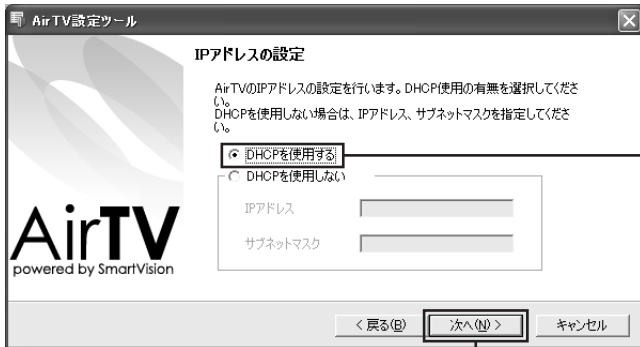 AirTV設定ツール
IPアドレスの設定
AirTVのIPアドレスの設定を行います。DHCP使用の有無を選択してくださ
い。
DHCPを使用しない場合は、IPアドレス、サブネットマスクを指定してくださ
い。
DHCPを使用する
DHCPを使用しない
IPアドレス
サブネットマスク
AirTV
powered by SmartVision
< 戻る(B)
次へ(N) >
キャンセル